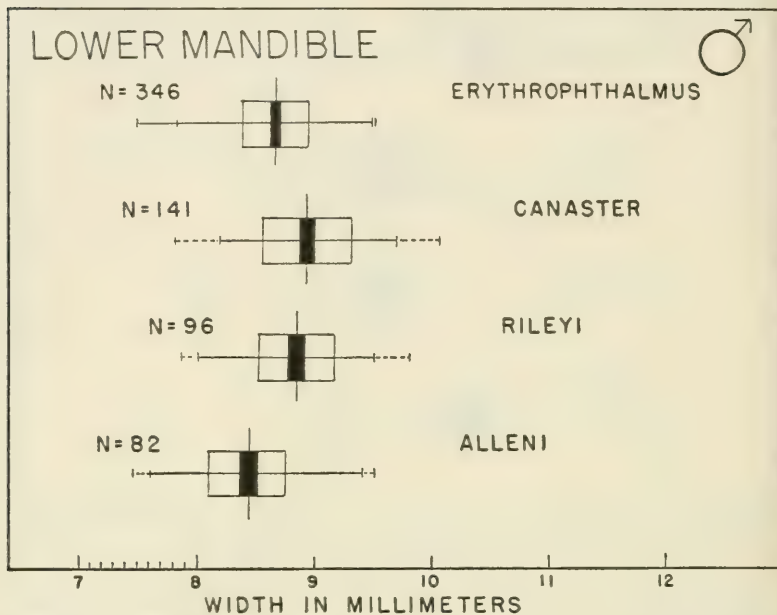 LOWER MANDIBLE
N=346 ERYTHROPHTHALMUS
N=141 CANASTER
N=96 RILEYI
N=82 ALLENI
7 8 9 10 11 12
WIDTH IN MILLIMETERS